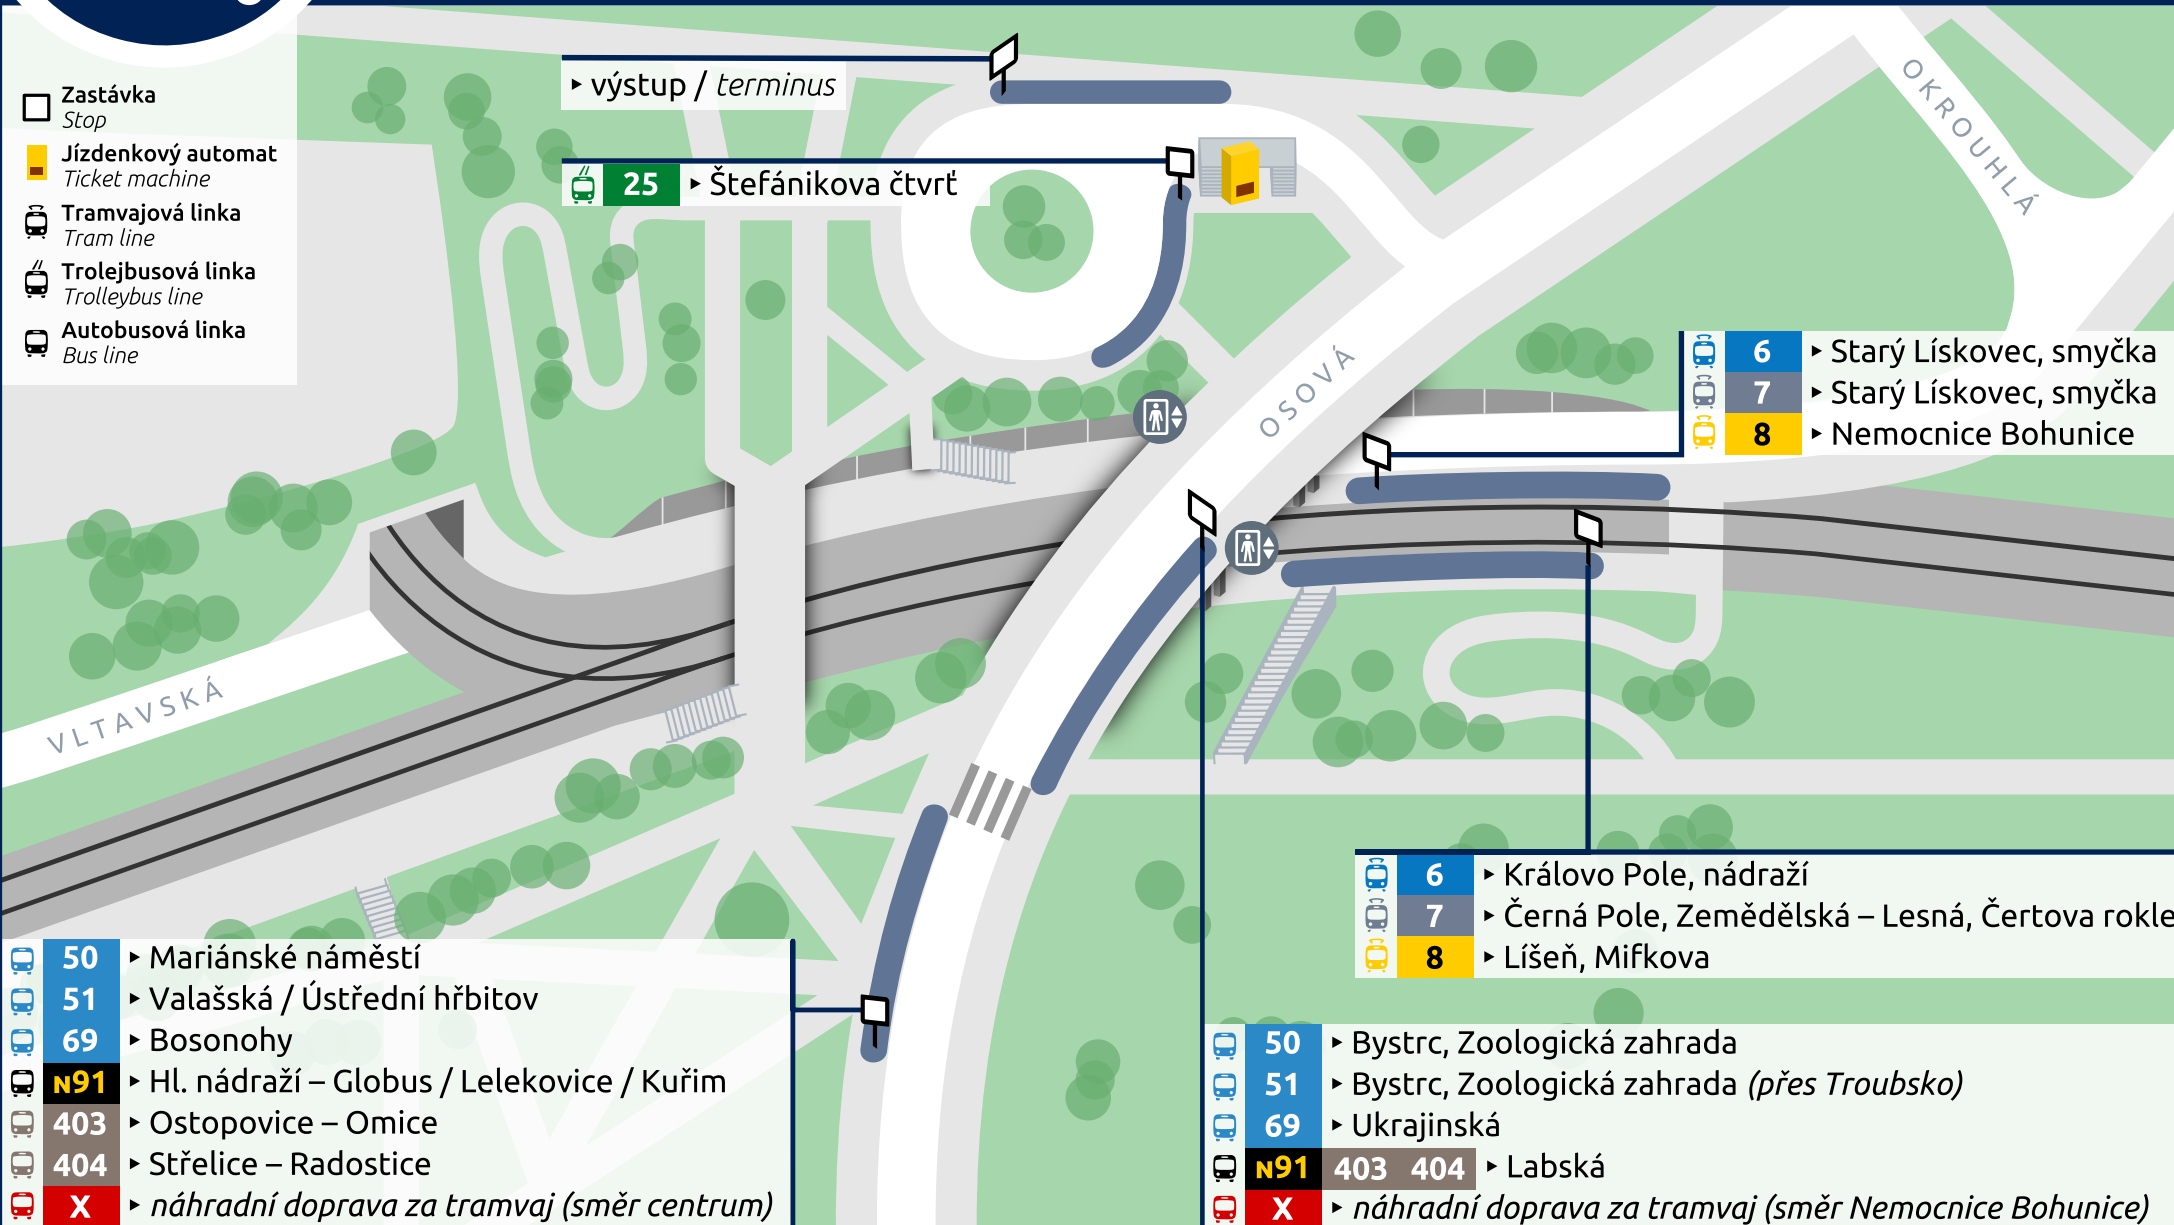 Zastávka
Stop
Jízdenkový automat
Ticket machine
Tramvajová linka
Tram line
Trolejbusová linka
Trolleybus line
Autobusová linka
Bus line
▸ výstup / terminus
25 ▸ Štefánikova čtvrť
OKROUHLÁ
OSOVÁ
VLTAVSKÁ
6 ▸ Starý Lískovec, smyčka
7 ▸ Starý Lískovec, smyčka
8 ▸ Nemocnice Bohunice
6 ▸ Královo Pole, nádraží
7 ▸ Černá Pole, Zemědělská – Lesná, Čertova rokle
8 ▸ Líšeň, Mifkova
50 ▸ Mariánské náměstí
51 ▸ Valašská / Ústřední hřbitov
69 ▸ Bosonohy
N91 ▸ Hl. nádraží – Globus / Lelekovice / Kuřim
403 ▸ Ostopovice – Omice
404 ▸ Střelice – Radostice
X ▸ náhradní doprava za tramvaj (směr centrum)
50 ▸ Bystrc, Zoologická zahrada
51 ▸ Bystrc, Zoologická zahrada (přes Troubsko)
69 ▸ Ukrajinská
N91 403 404 ▸ Labská
X ▸ náhradní doprava za tramvaj (směr Nemocnice Bohunice)